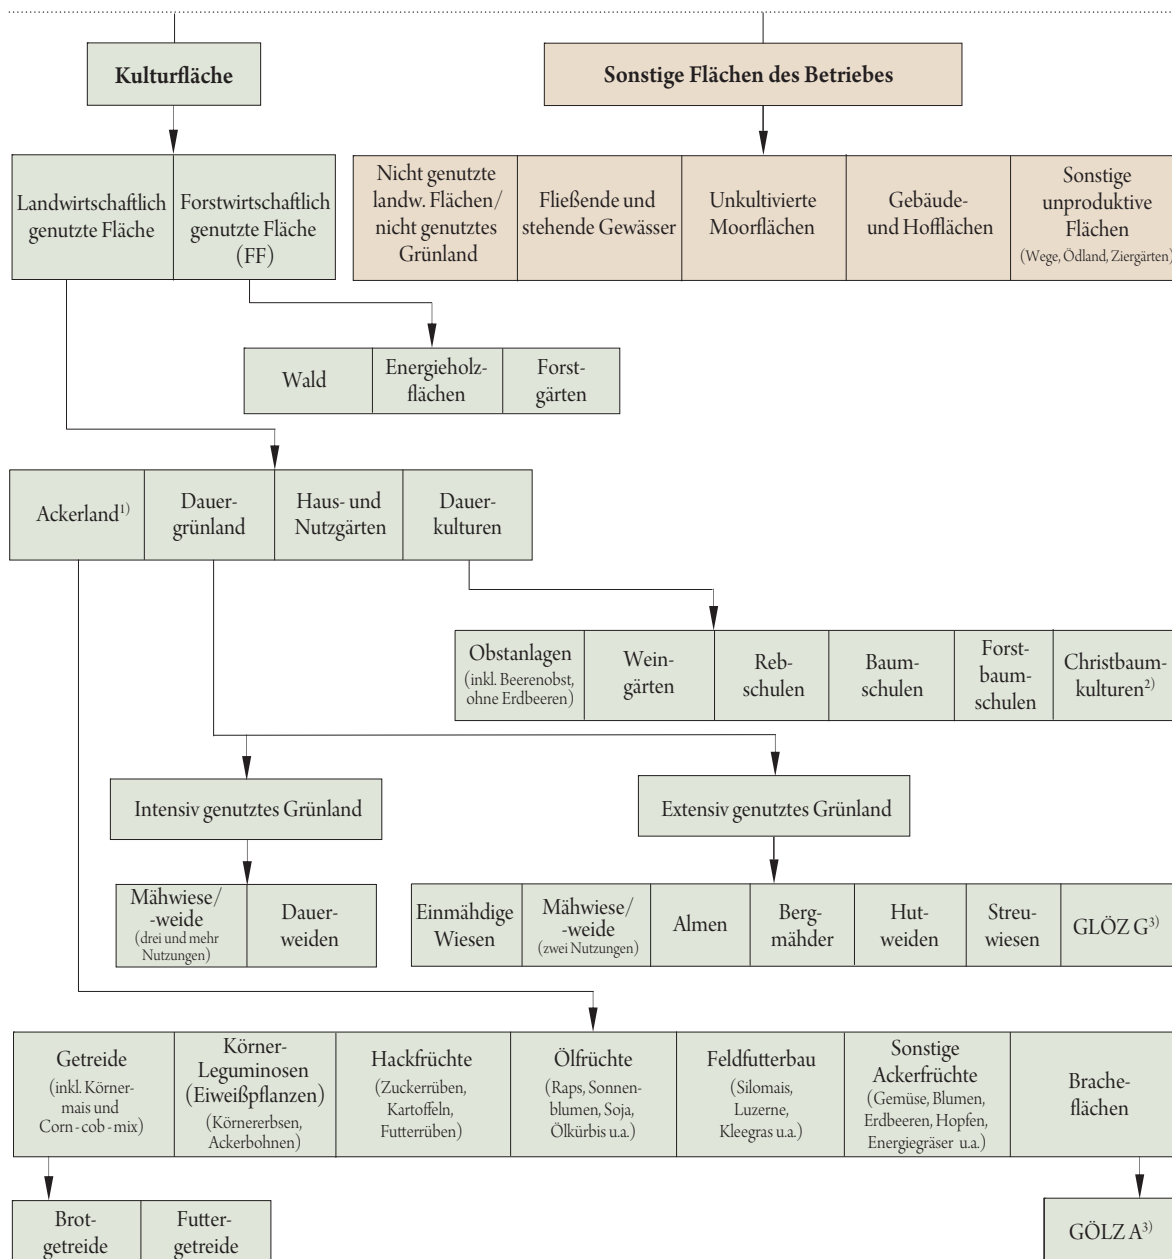 Kulturfläche
Sonstige Flächen des Betriebes
Landwirtschaftlich
genutzte Fläche
Forstwirtschaftlich
genutzte Fläche
(FF)
Nicht genutzte
landw. Flächen/
nicht genutztes
Grünland
Fließende und
stehende Gewässer
Unkultivierte
Moorflächen
Gebäude-
und Hofflächen
Sonstige
unproduktive
Flächen
(Wege, Ödland, Ziergärten)
Wald
Energieholz-
flächen
Forst-
gärten
Ackerland1)
Dauer-
grünland
Haus- und
Nutzgärten
Dauer-
kulturen
Obstanlagen
(inkl. Beerenobst,
ohne Erdbeeren)
Wein-
gärten
Reb-
schulen
Baum-
schulen
Forst-
baum-
schulen
Christbaum-
kulturen2)
Intensiv genutztes Grünland
Extensiv genutztes Grünland
Mähwiese/
-weide
(drei und mehr
Nutzungen)
Dauer-
weiden
Einmähdige
Wiesen
Mähwiese/
-weide
(zwei Nutzungen)
Almen
Berg-
mähder
Hut-
weiden
Streu-
wiesen
GLÖZ G3)
Getreide
(inkl. Körner-
mais und
Corn-cob-mix)
Körner-
Leguminosen
(Eiweißpflanzen)
(Körnererbsen,
Ackerbohnen)
Hackfrüchte
(Zuckerrüben,
Kartoffeln,
Futterrüben)
Ölfrüchte
(Raps, Sonnen-
blumen, Soja,
Ölkürbis u.a.)
Feldfutterbau
(Silomais,
Luzerne,
Kleegras u.a.)
Sonstige
Ackerfrüchte
(Gemüse, Blumen,
Erdbeeren, Hopfen,
Energiegräser u.a.)
Brache-
flächen
Brot-
getreide
Futter-
getreide
GÖLZ A3)